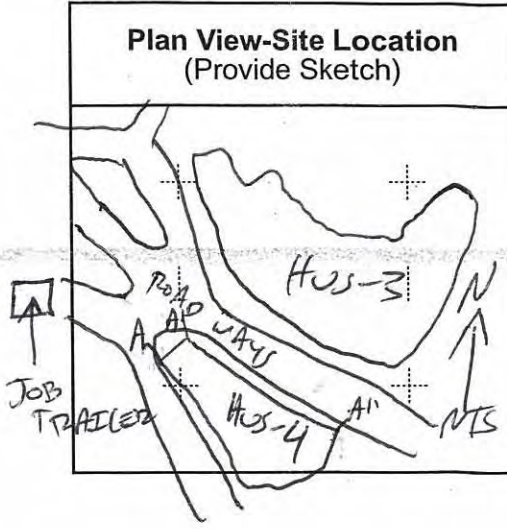 Plan View-Site Location
(Provide Sketch)
HUS-3
N
ROAD
WAYS
A
A'
A"
HUS-4
JOB
TRAILER
NTS